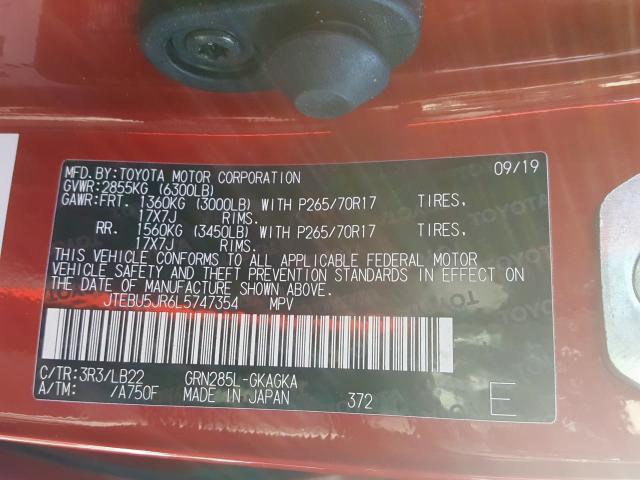 MFD.BY:TOYOTA MOTOR CORPORATION 09/19
GVWR:2855KG (6300LB)
GAWR:FRT. 1360KG (3000LB) WITH P265/70R17 TIRES,
17X7J RIMS.
RR. 1560KG (3450LB) WITH P265/70R17 TIRES,
17X7J RIMS.
THIS VEHICLE CONFORMS TO ALL APPLICABLE FEDERAL MOTOR
VEHICLE SAFETY AND THEFT PREVENTION STANDARDS IN EFFECT ON
THE DATE OF MANUFACTURE SHOWN ABOVE.
JTEBU5JR6L5747354 MPV
C/TR:3R3/LB22 GRN285L-GKAGKA
A/TM: /A750F MADE IN JAPAN 372 E